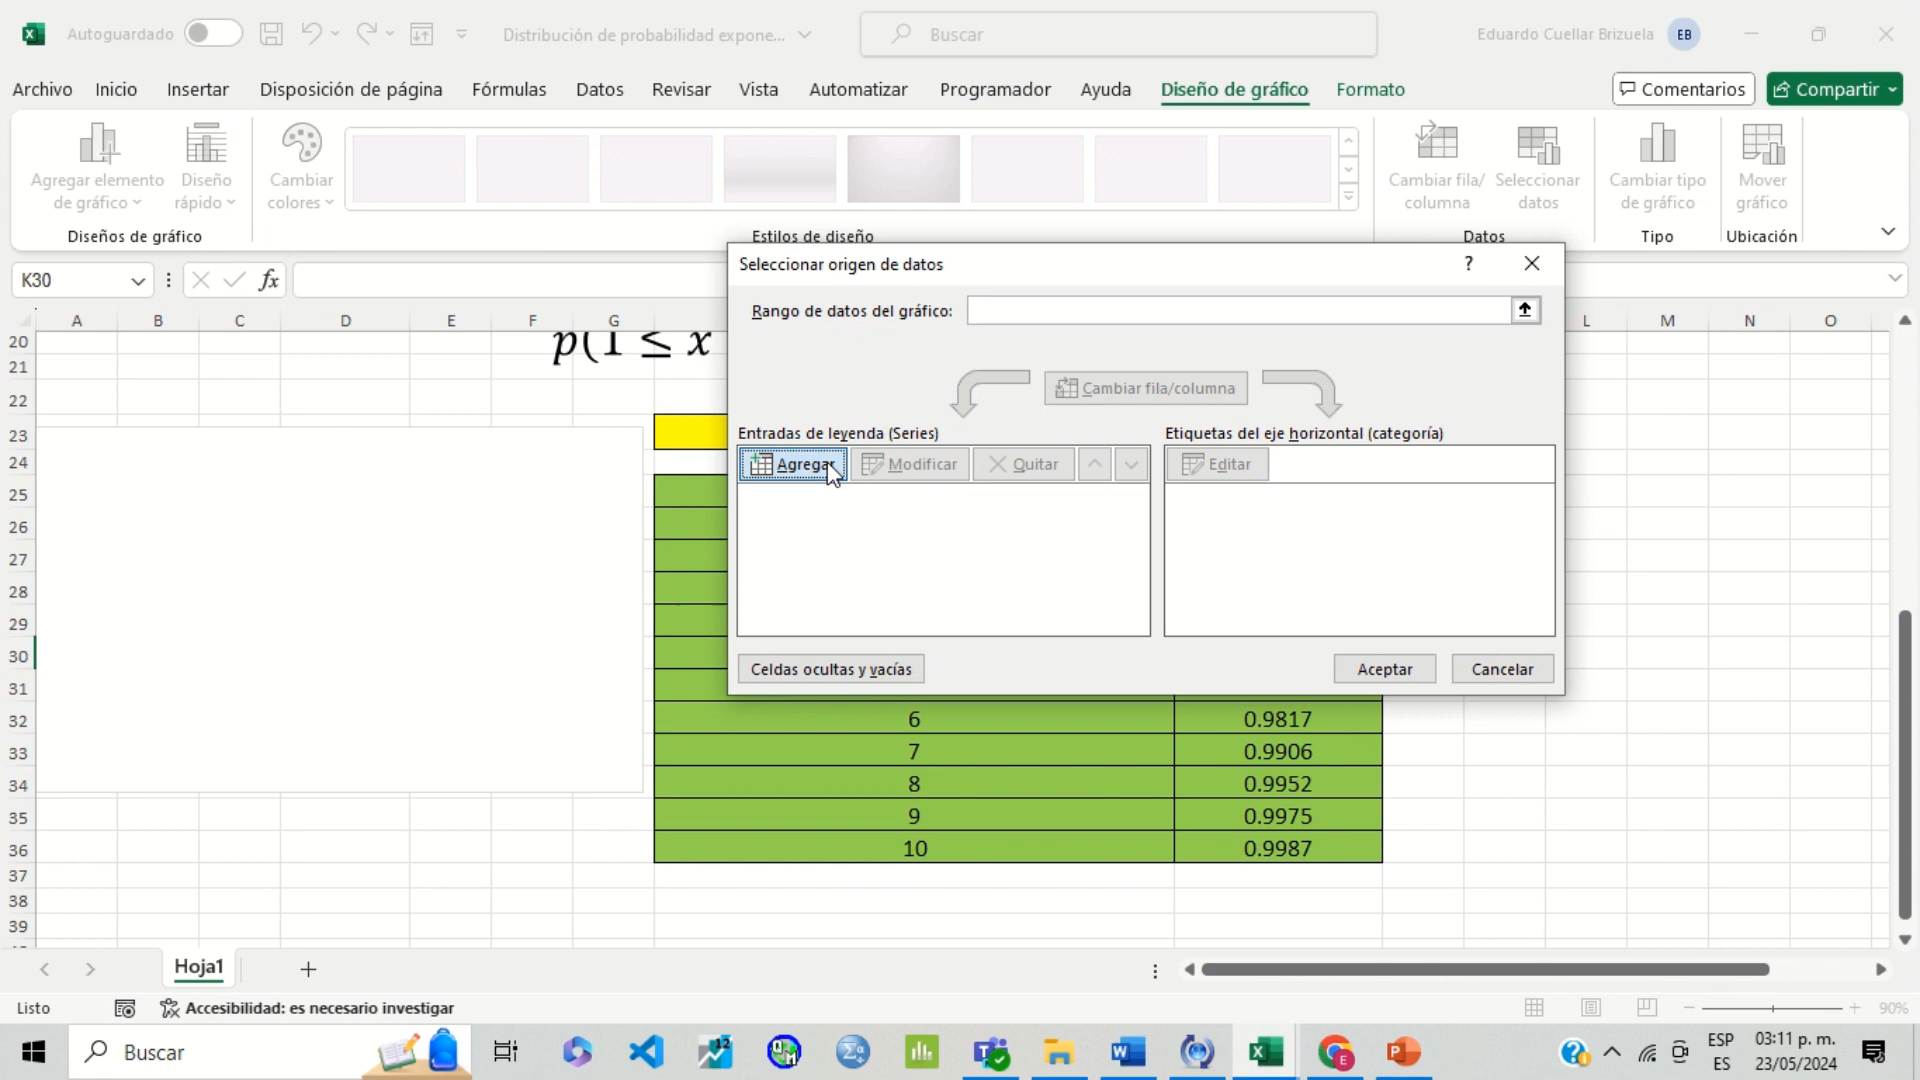 Autoguardado
Distribución de probabilidad expone...
Buscar
Eduardo Cuellar Brizuela
EB
Archivo Inicio Insertar Disposición de página Fórmulas Datos Revisar Vista Automatizar Programador Ayuda Diseño de gráfico Formato
Comentarios
Compartir
Agregar elemento
de gráfico
Diseño
rápido
Cambiar
colores
Cambiar fila/
columna
Seleccionar
datos
Cambiar tipo
de gráfico
Mover
gráfico
Diseños de gráfico
Estilos de diseño
Datos
Tipo
Ubicación
K30
fx
Seleccionar origen de datos
?
Rango de datos del gráfico:
Cambiar fila/columna
Entradas de leyenda (Series)
Etiquetas del eje horizontal (categoría)
Agregar
Modificar
Quitar
Editar
Celdas ocultas y vacías
Aceptar
Cancelar
A B C D E F G L M N O
20
21
22
23
24
25
26
27
28
29
30
31
32
33
34
35
36
37
38
39
p(1 ≤ x
6 0.9817
7 0.9906
8 0.9952
9 0.9975
10 0.9987
Hoja1
Listo
Accesibilidad: es necesario investigar
90%
Buscar
ESP
ES
03:11 p. m.
23/05/2024